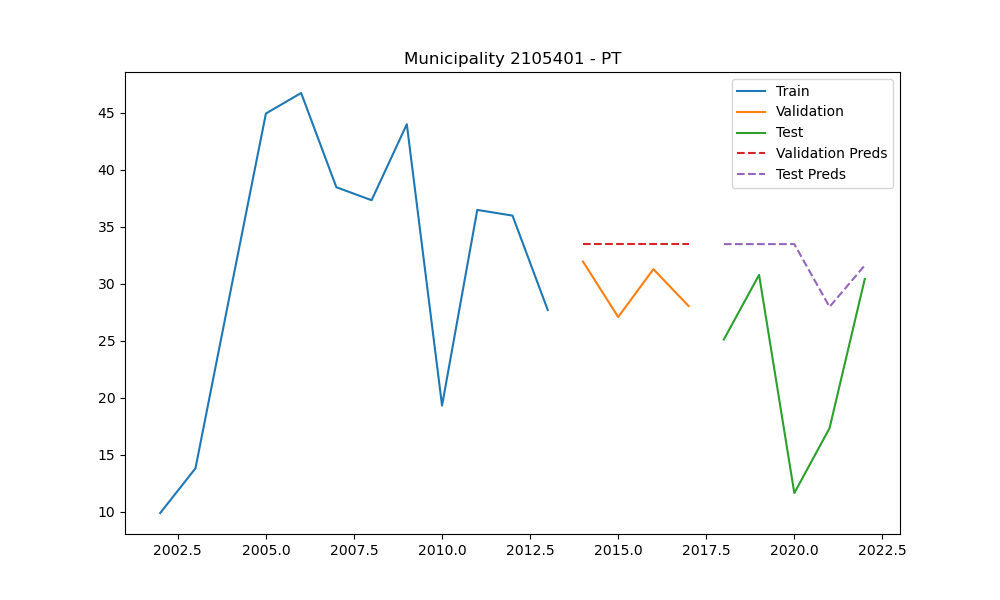 Municipality 2105401 - PT
Train
Validation
Test
Validation Preds
Test Preds
45
40
35
30
25
20
15
10
2002.5 2005.0 2007.5 2010.0 2012.5 2015.0 2017.5 2020.0 2022.5